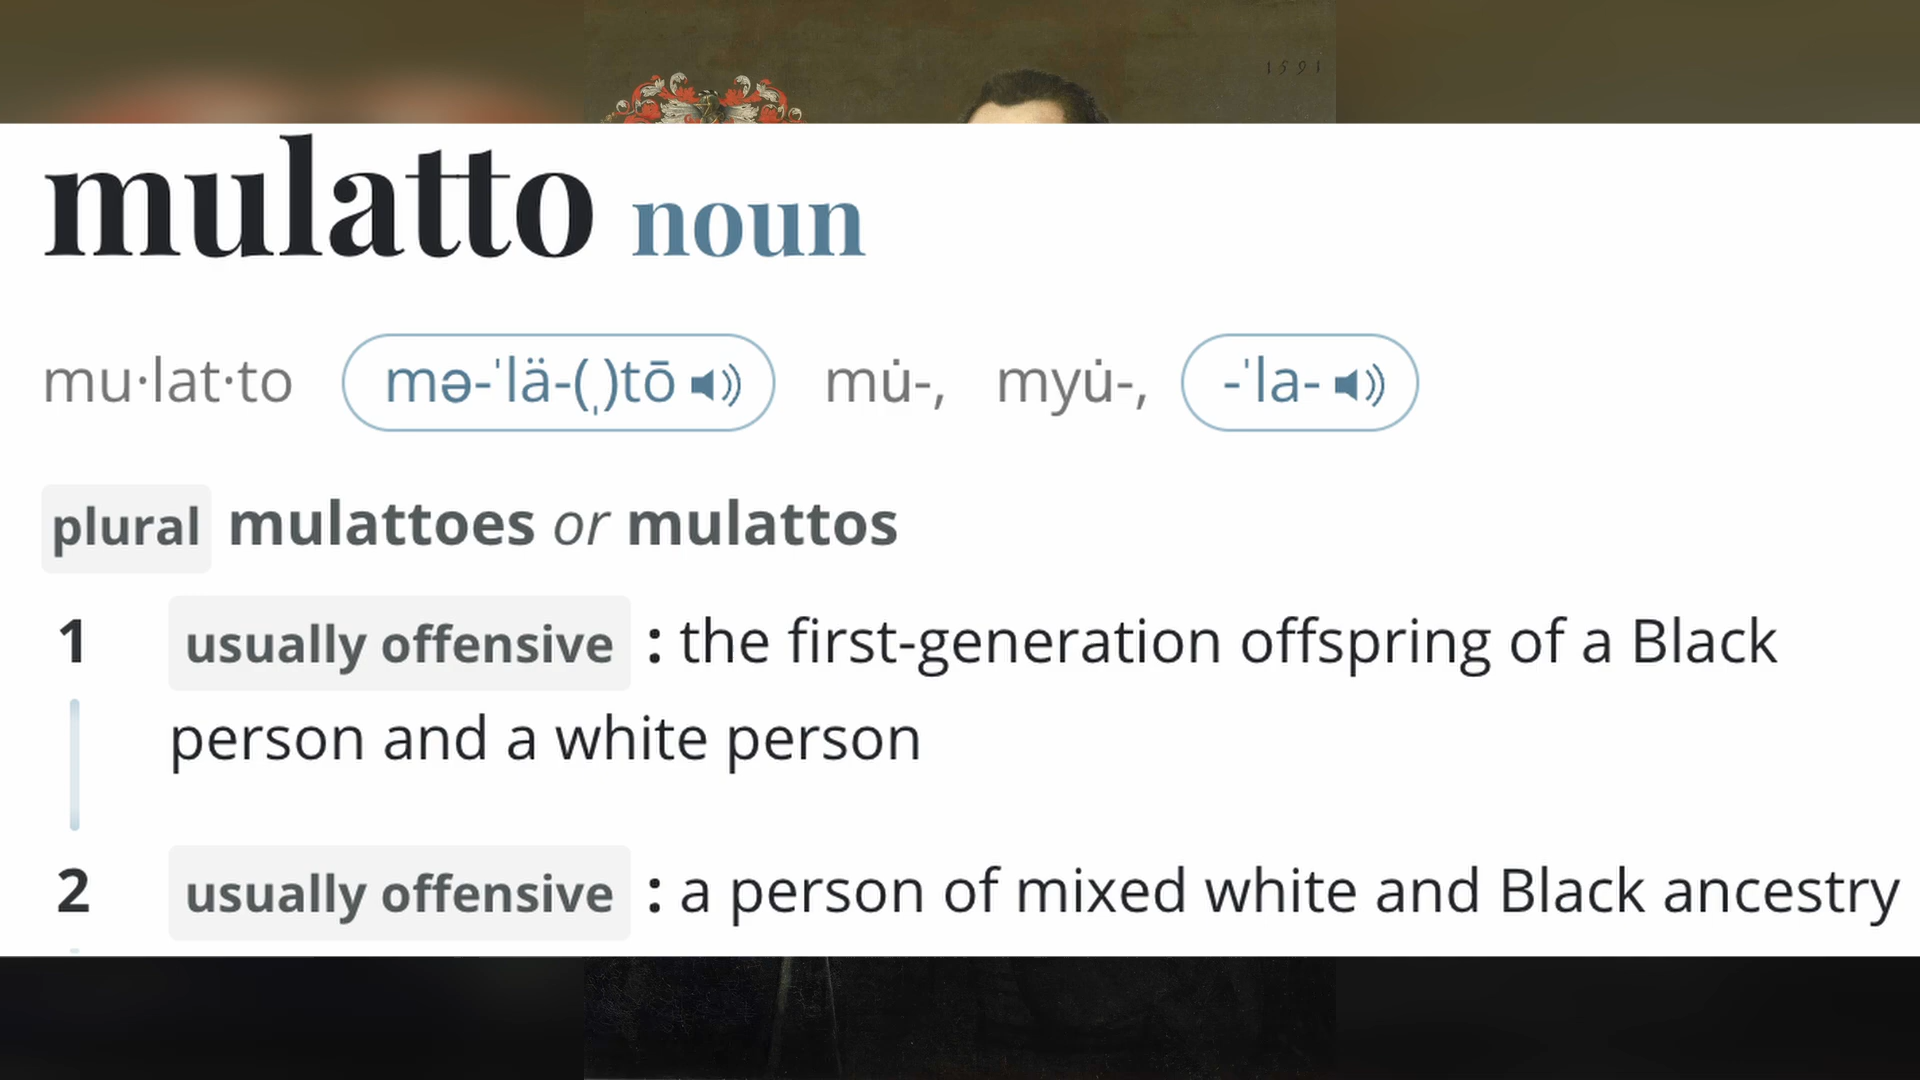 1591
mulatto noun
mu·lat·to mə-ˈlä-(ˌ)tō mu̇-, myu̇-, -ˈla-
plural mulattoes or mulattos
1 usually offensive : the first-generation offspring of a Black
person and a white person
2 usually offensive : a person of mixed white and Black ancestry